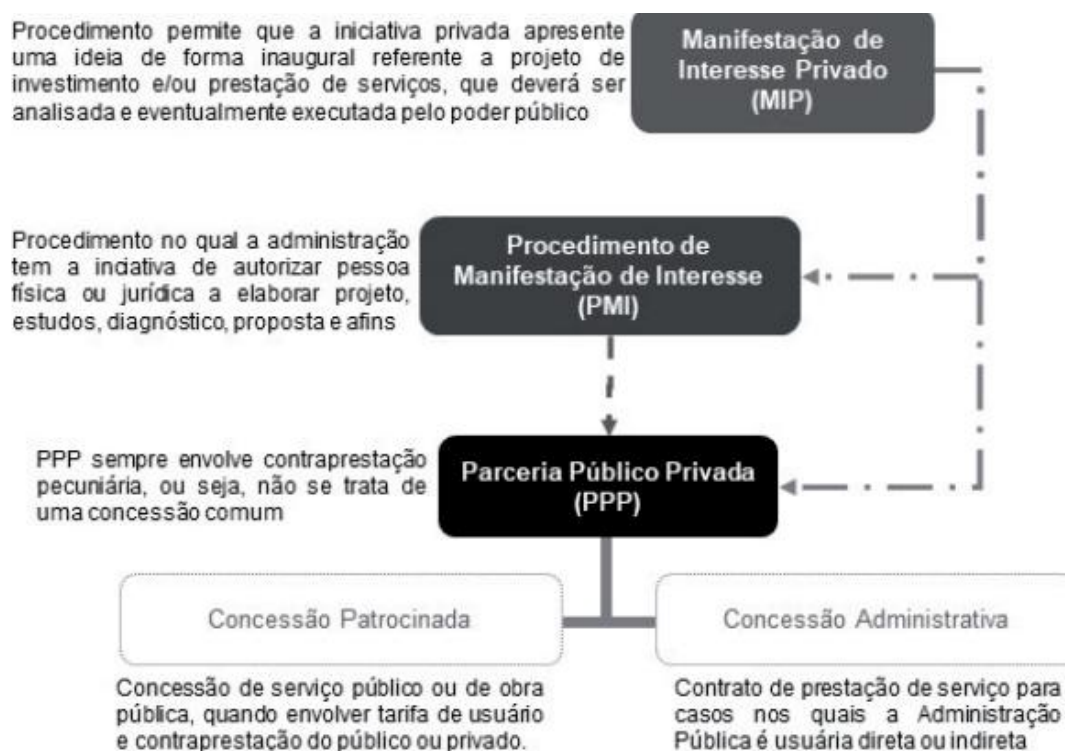 Procedimento permite que a iniciativa privada apresente
uma ideia de forma inaugural referente a projeto de
investimento e/ou prestação de serviços, que deverá ser
analisada e eventualmente executada pelo poder público
Manifestação de
Interesse Privado
(MIP)
Procedimento no qual a administração
tem a inciativa de autorizar pessoa
física ou jurídica a elaborar projeto,
estudos, diagnóstico, proposta e afins
Procedimento de
Manifestação de Interesse
(PMI)
PPP sempre envolve contraprestação
pecuniária, ou seja, não se trata de
uma concessão comum
Parceria Público Privada
(PPP)
Concessão Patrocinada
Concessão Administrativa
Concessão de serviço público ou de obra
pública, quando envolver tarifa de usuário
e contraprestação do público ou privado.
Contrato de prestação de serviço para
casos nos quais a Administração
Pública é usuária direta ou indireta